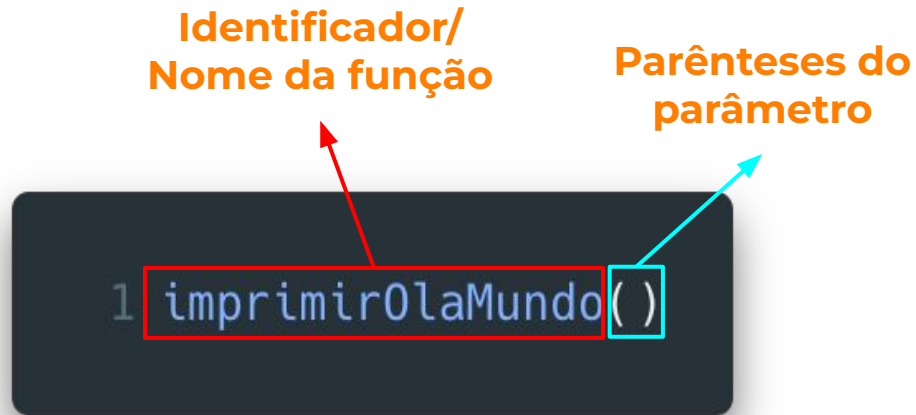 Identificador/
Nome da função
Parênteses do
parâmetro
1 imprimirOlaMundo()